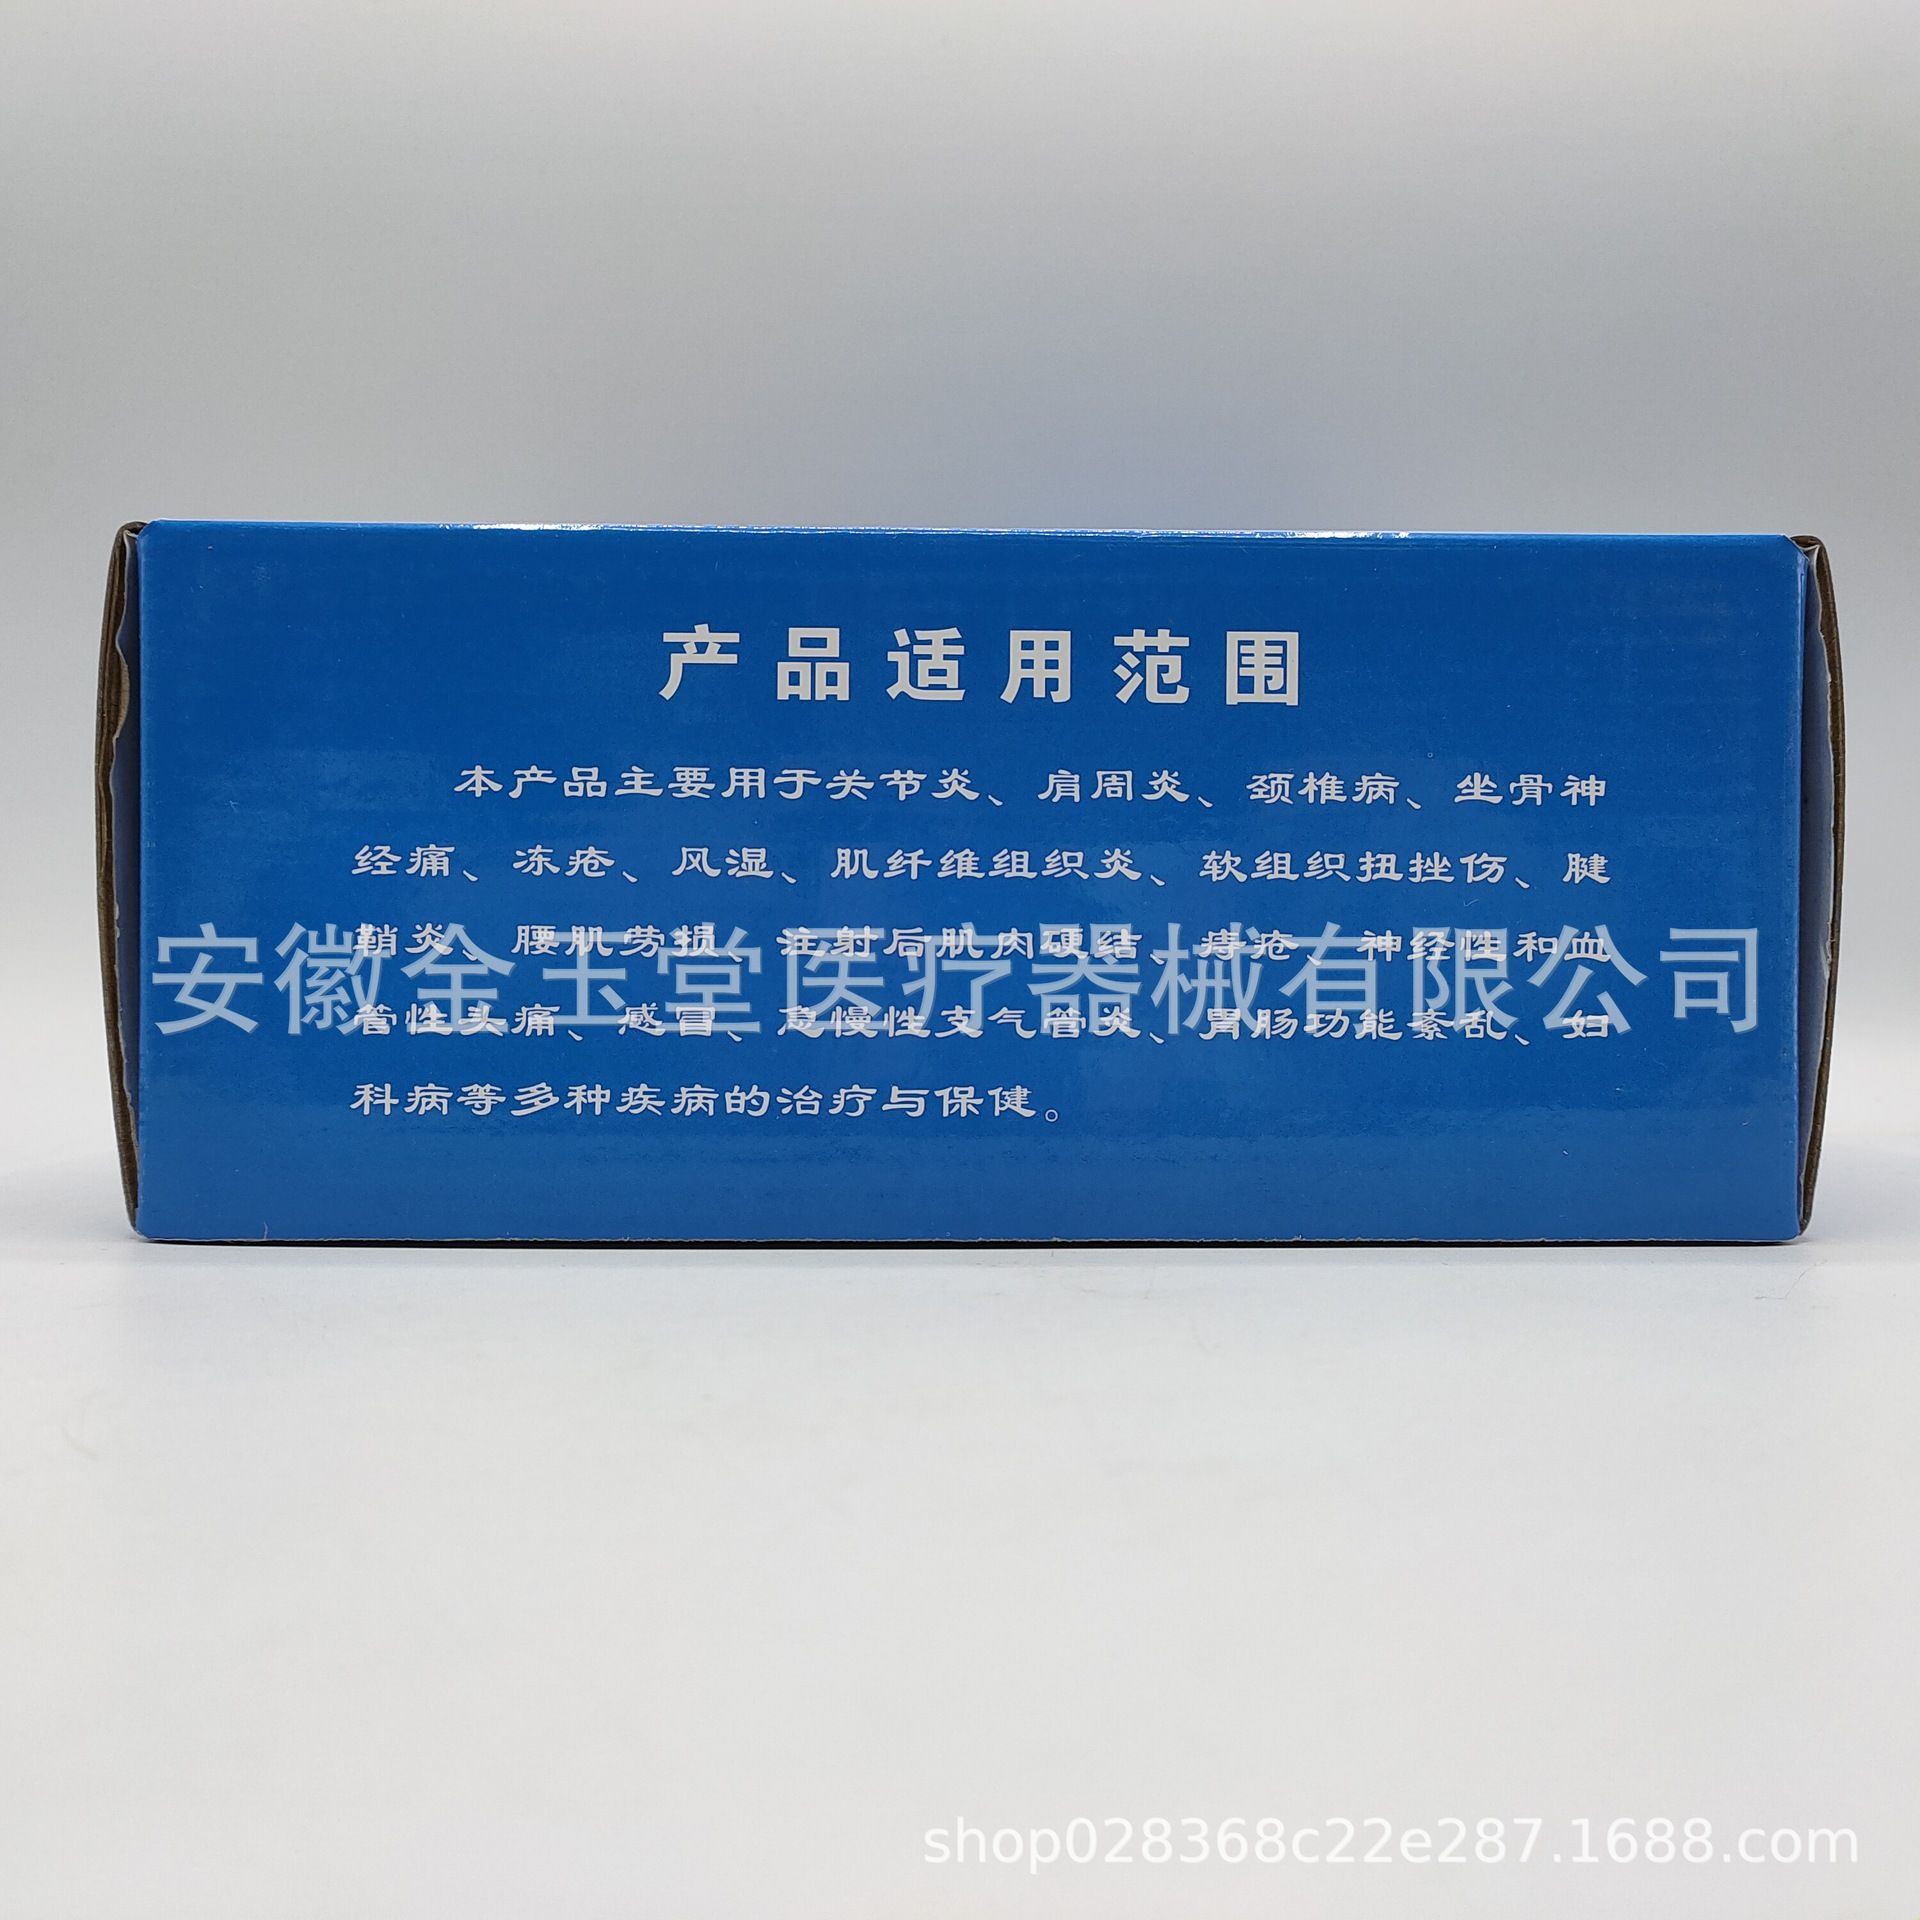 产品适用范围
本产品主要用于关节炎、肩周炎、颈椎病、坐骨神
经痛、冻疮、风湿、肌纤维组织炎、软组织扭挫伤、腱
鞘炎、腰肌劳损、注射后肌肉硬结、痔疮、神经性和血
安徽金玉堂医疗器械有限公司
管性头痛、感冒、急慢性支气管炎、胃肠功能紊乱、妇
科病等多种疾病的治疗与保健。
shop028368c22e287.1688.com